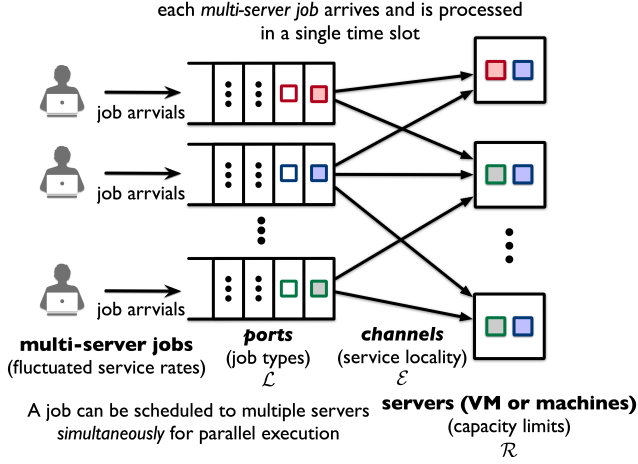 each multi-server job arrives and is processed
in a single time slot
job arrvials
job arrvials
job arrvials
multi-server jobs
(fluctuated service rates)
ports
(job types)
ℒ
channels
(service locality)
ℰ
servers (VM or machines)
(capacity limits)
ℛ
A job can be scheduled to multiple servers
simultaneously for parallel execution